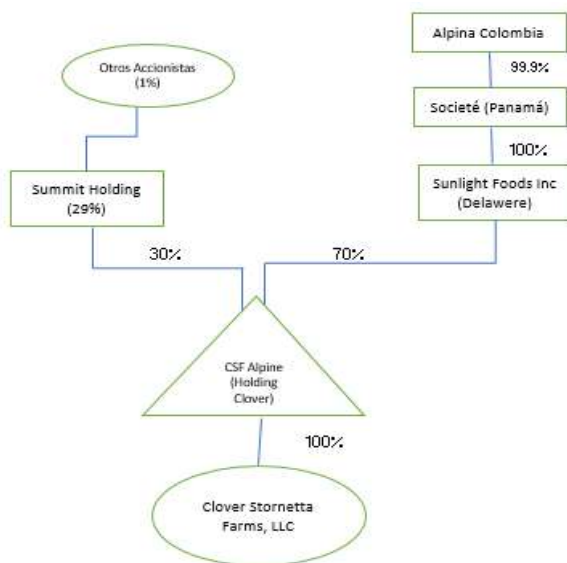 Alpina Colombia
99.9%
Otros Accionistas
(1%)
Societé (Panamá)
100%
Summit Holding
(29%)
Sunlight Foods Inc
(Delawere)
30%
70%
CSF Alpine
(Holding
Clover)
100%
Clover Stornetta
Farms, LLC